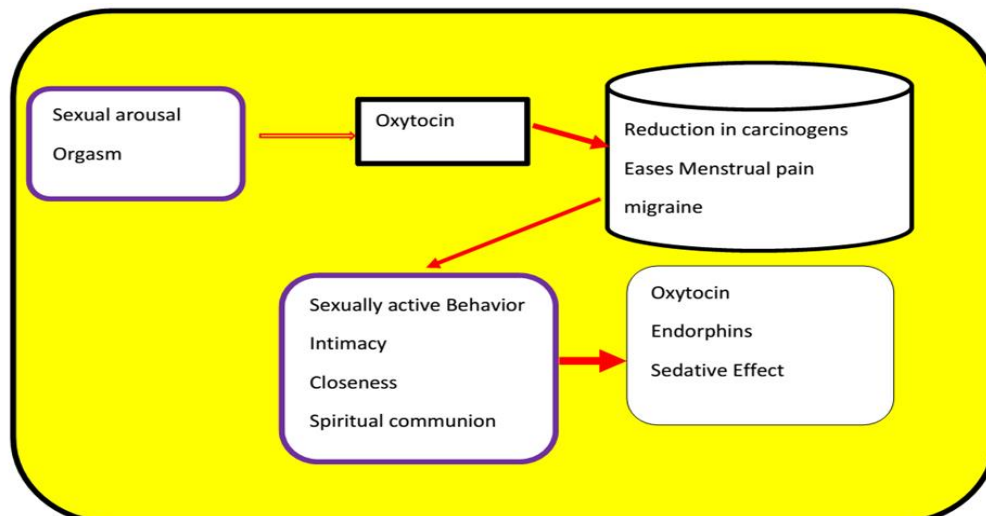 Sexual arousal
Orgasm
Oxytocin
Reduction in carcinogens
Eases Menstrual pain
migraine
Sexually active Behavior
Intimacy
Closeness
Spiritual communion
Oxytocin
Endorphins
Sedative Effect